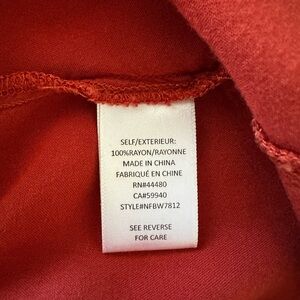 SELF/EXTERIEUR:
100%RAYON/RAYONNE
MADE IN CHINA
FABRIQUÉ EN CHINE
RN#44480
CA#59940
STYLE#NFBW7812
SEE REVERSE
FOR CARE